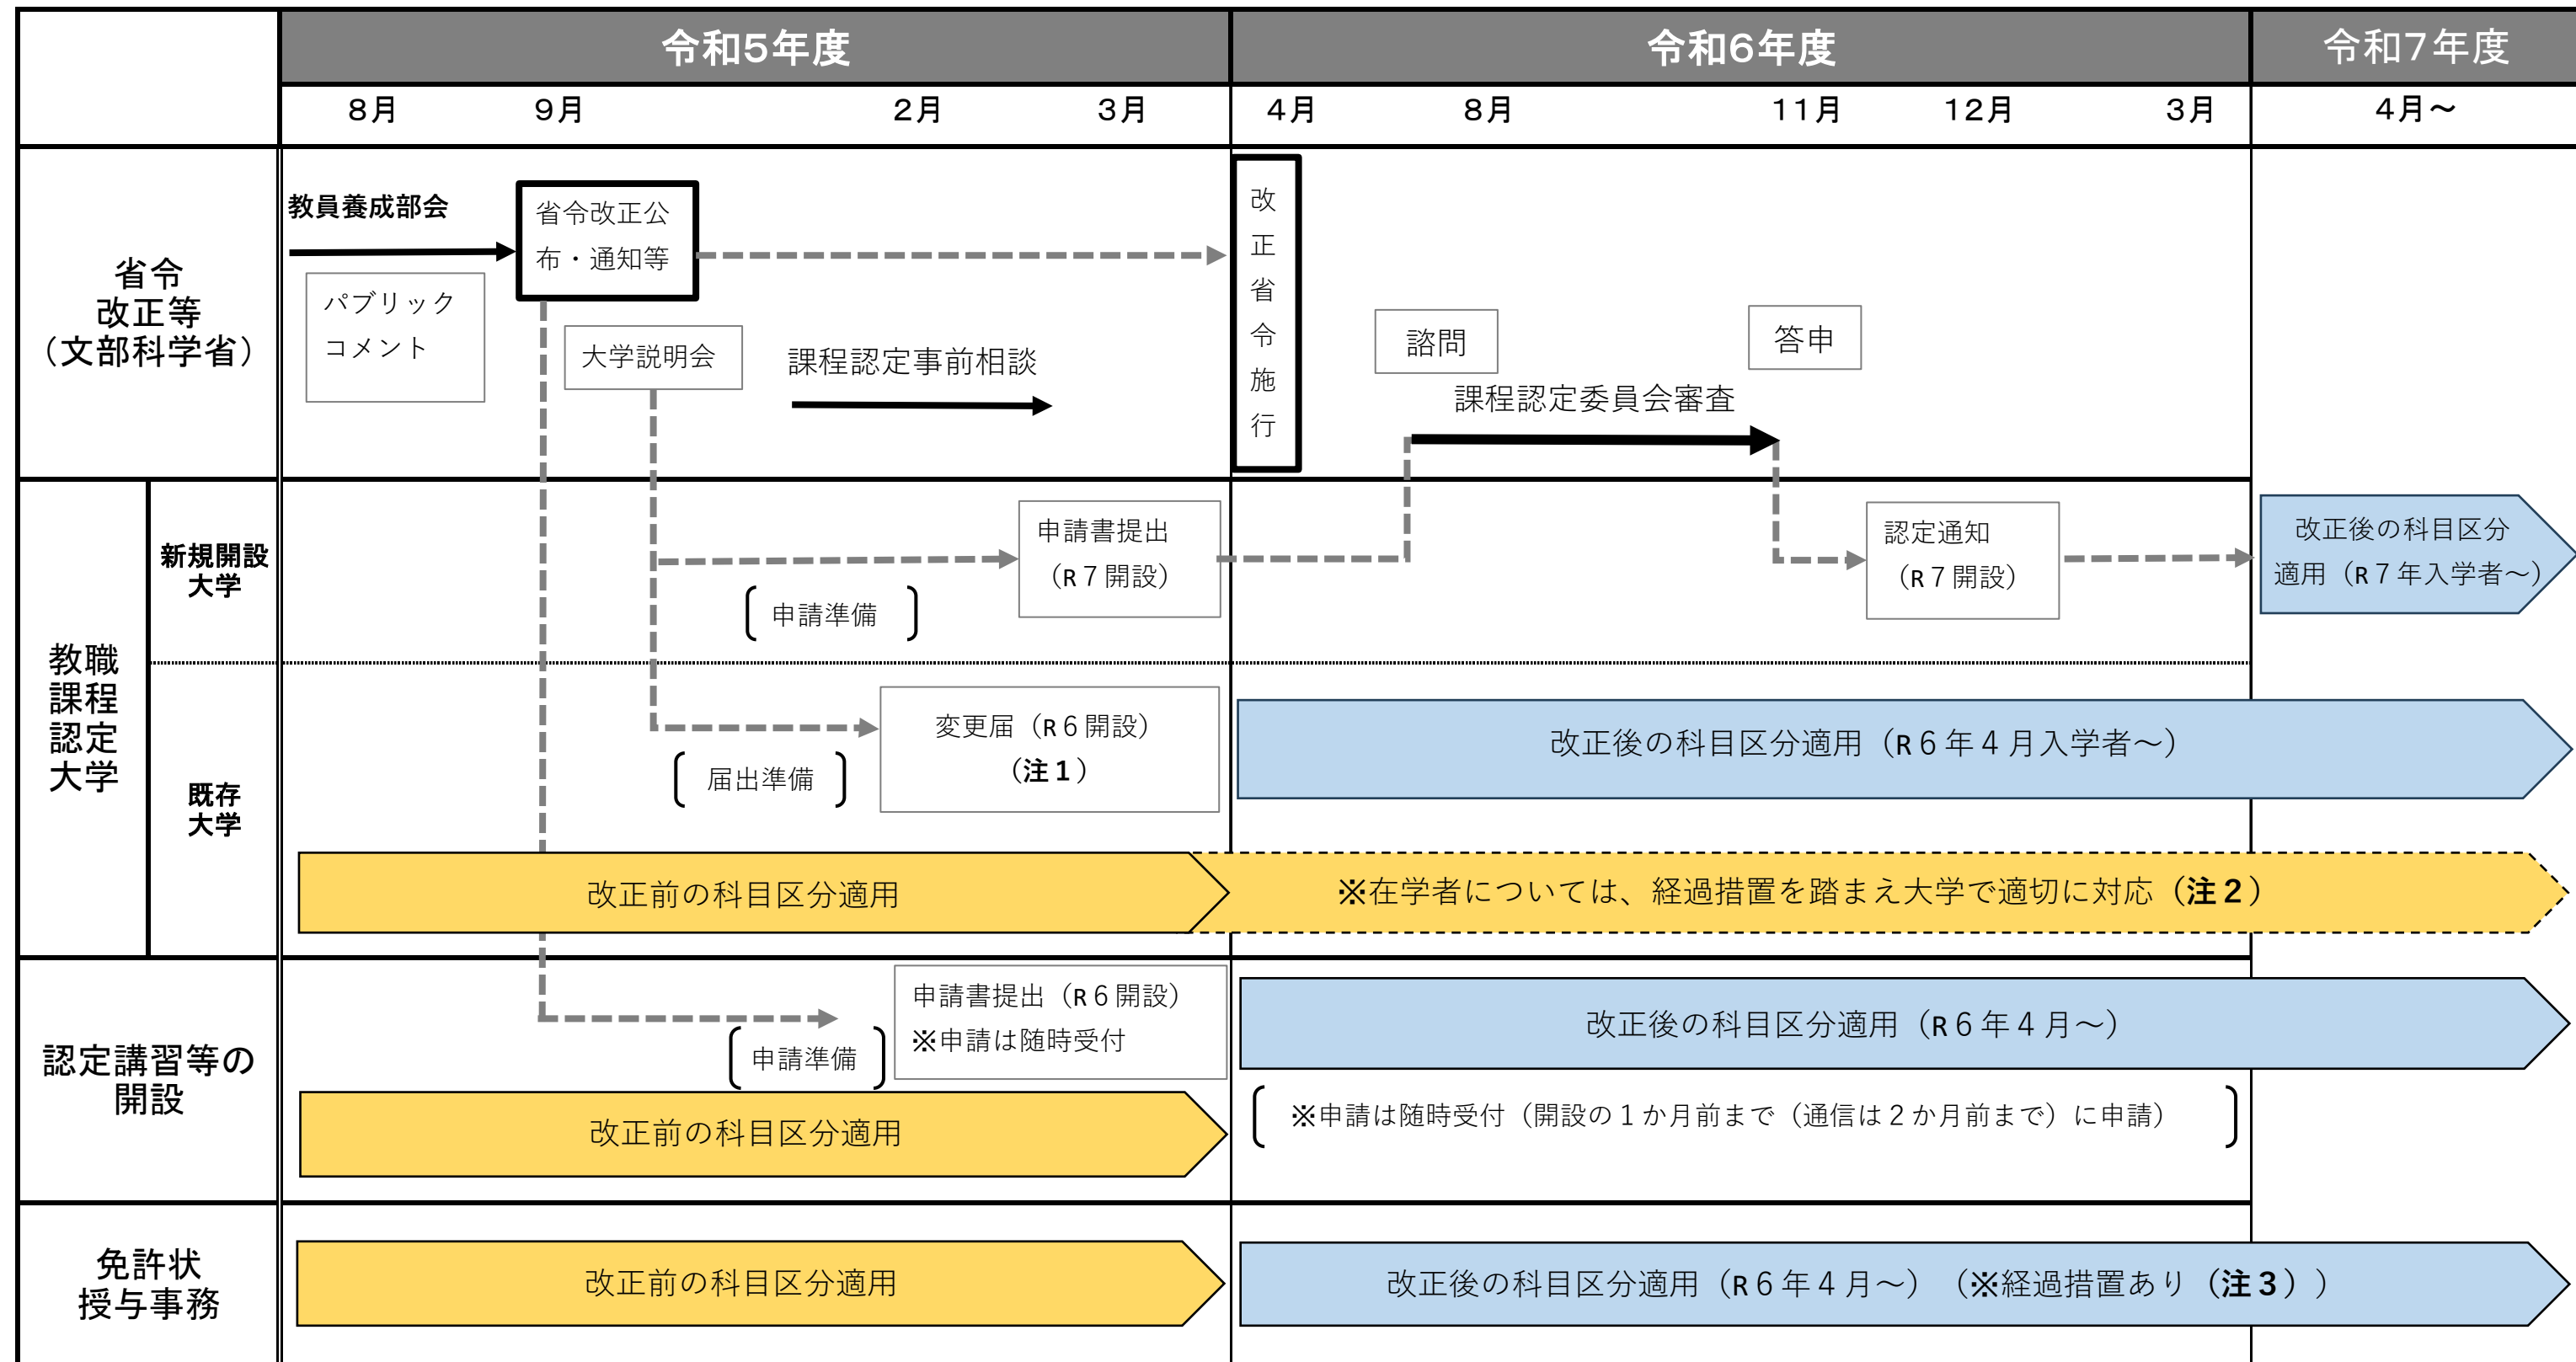 令和5年度
令和6年度
令和7年度
8月
9月
2月
3月
4月
8月
11月
12月
3月
4月～
省令
改正等
（文部科学省）
教員養成部会
省令改正公
布・通知等
パブリック
コメント
大学説明会
課程認定事前相談
改正省令施行
諮問
答申
課程認定委員会審査
教職
課程
認定
大学
新規開設
大学
申請書提出
（R７開設）
申請準備
認定通知
（R７開設）
改正後の科目区分
適用（R７年入学者～）
既存
大学
変更届（R６開設）
（注１）
届出準備
改正後の科目区分適用（R６年４月入学者～）
改正前の科目区分適用
※在学者については、経過措置を踏まえ大学で適切に対応（注２）
認定講習等の
開設
申請書提出（R６開設）
※申請は随時受付
申請準備
改正後の科目区分適用（R６年４月～）
改正前の科目区分適用
※申請は随時受付（開設の１か月前まで（通信は２か月前まで）に申請）
免許状
授与事務
改正前の科目区分適用
改正後の科目区分適用（R６年４月～）（※経過措置あり（注３））